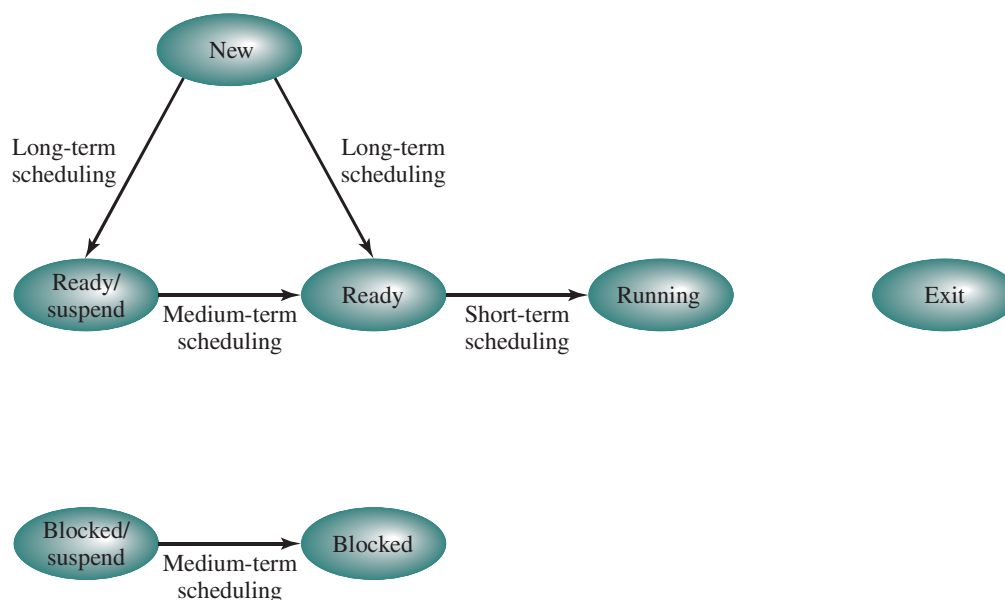 New
Long-term
scheduling
Long-term
scheduling
Ready/
suspend
Medium-term
scheduling
Ready
Short-term
scheduling
Running
Exit
Blocked/
suspend
Medium-term
scheduling
Blocked